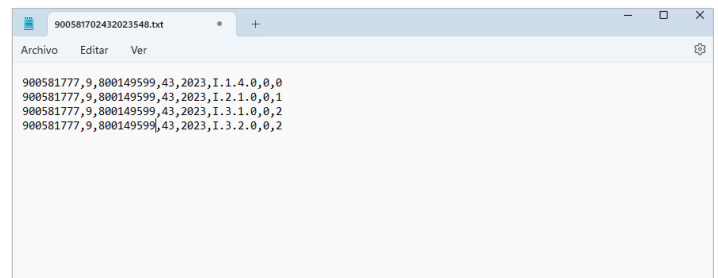 900581702432023548.txt
Archivo Editar Ver
900581777,9,800149599,43,2023,I.1.4.0,0,0
900581777,9,800149599,43,2023,I.2.1.0,0,1
900581777,9,800149599,43,2023,I.3.1.0,0,2
900581777,9,800149599,43,2023,I.3.2.0,0,2